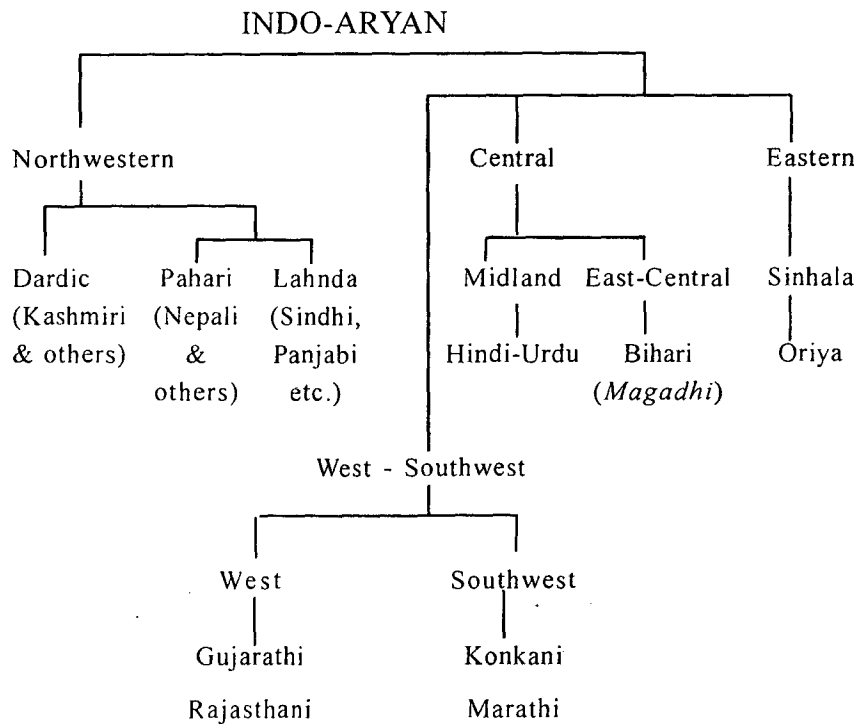 INDO-ARYAN
Northwestern
Central
Eastern
Dardic
(Kashmiri
& others)
Pahari
(Nepali
&
others)
Lahnda
(Sindhi,
Panjabi
etc.)
Midland
Hindi-Urdu
East-Central
Bihari
(Magadhi)
Sinhala
Oriya
West - Southwest
West
Gujarathi
Rajasthani
Southwest
Konkani
Marathi